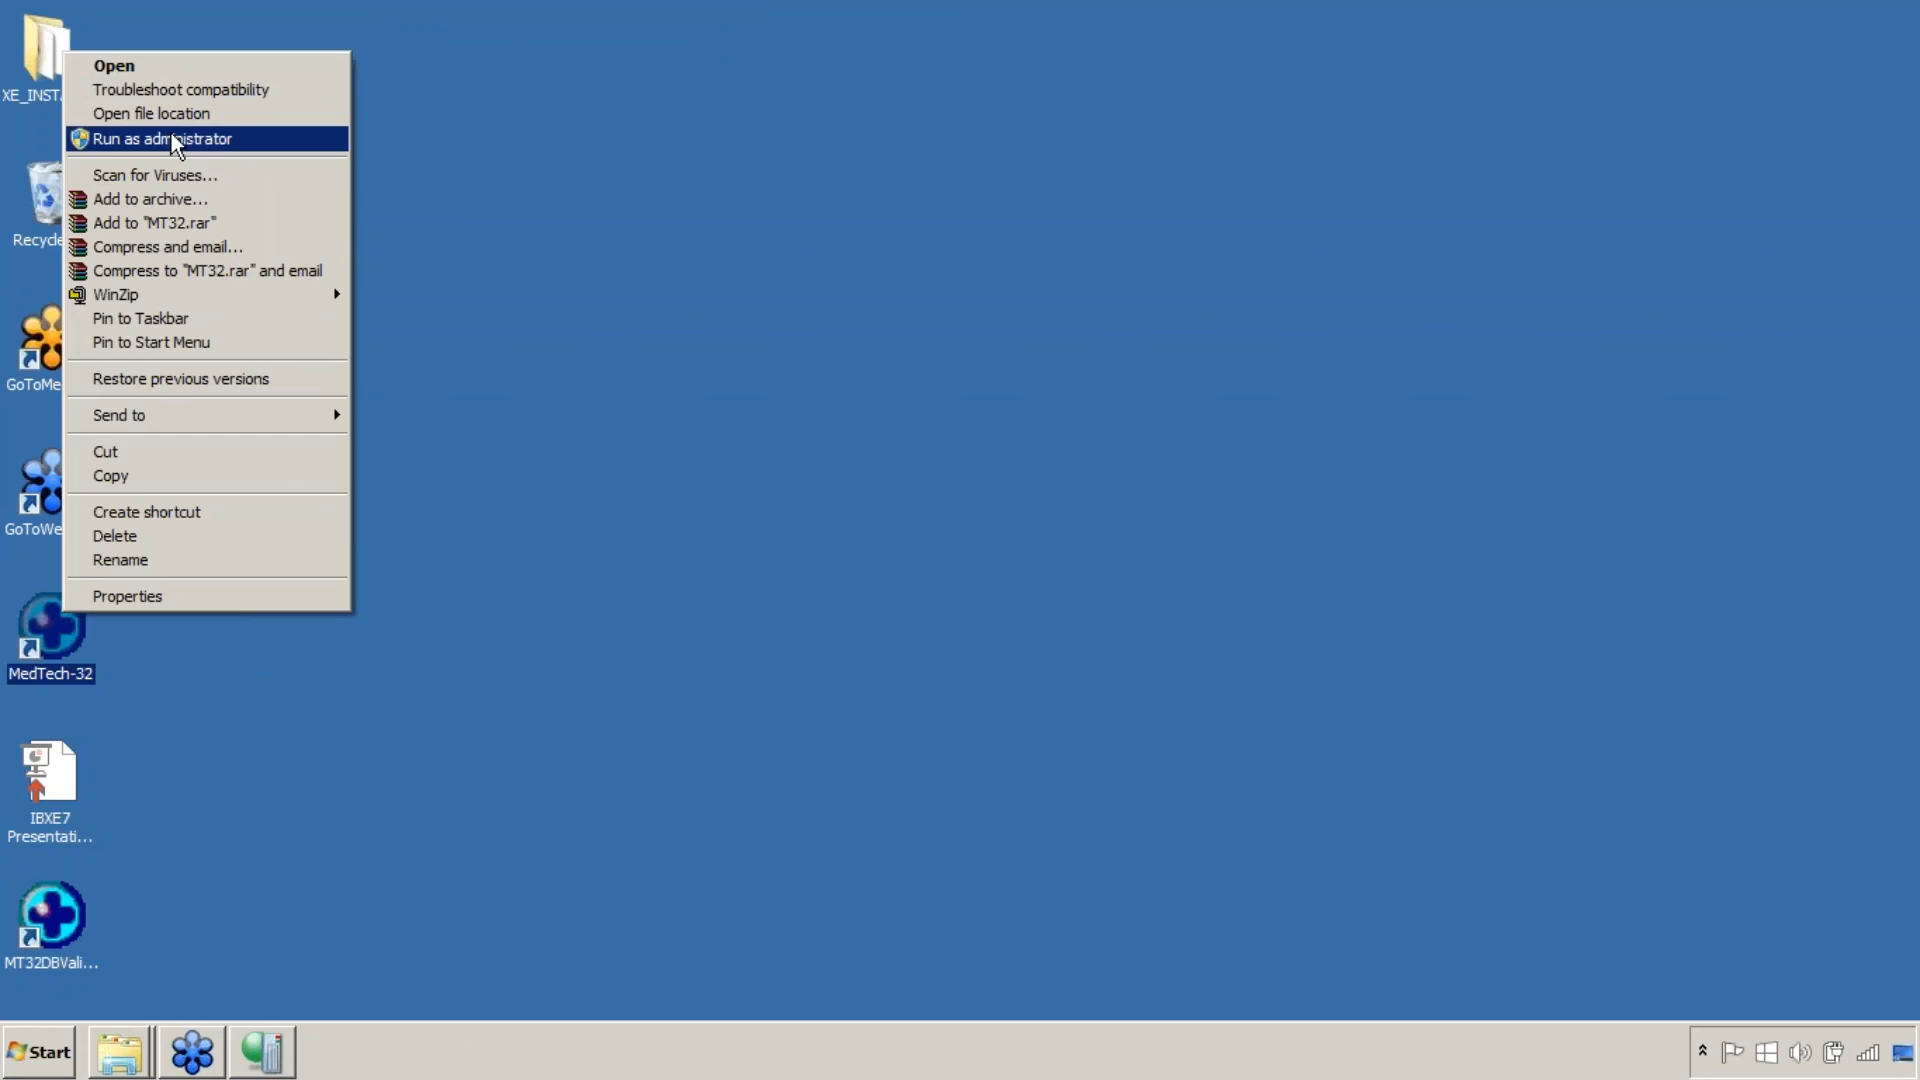 Open
Troubleshoot compatibility
Open file location
Run as administrator
Scan for Viruses...
Add to archive...
Add to "MT32.rar"
Compress and email...
Compress to "MT32.rar" and email
WinZip
Pin to Taskbar
Pin to Start Menu
Restore previous versions
Send to
Cut
Copy
Create shortcut
Delete
Rename
Properties
XE_INST
Recycle
GoToMe
GoToWe
MedTech-32
IBXE7
Presentati...
MT32DBVali...
Start